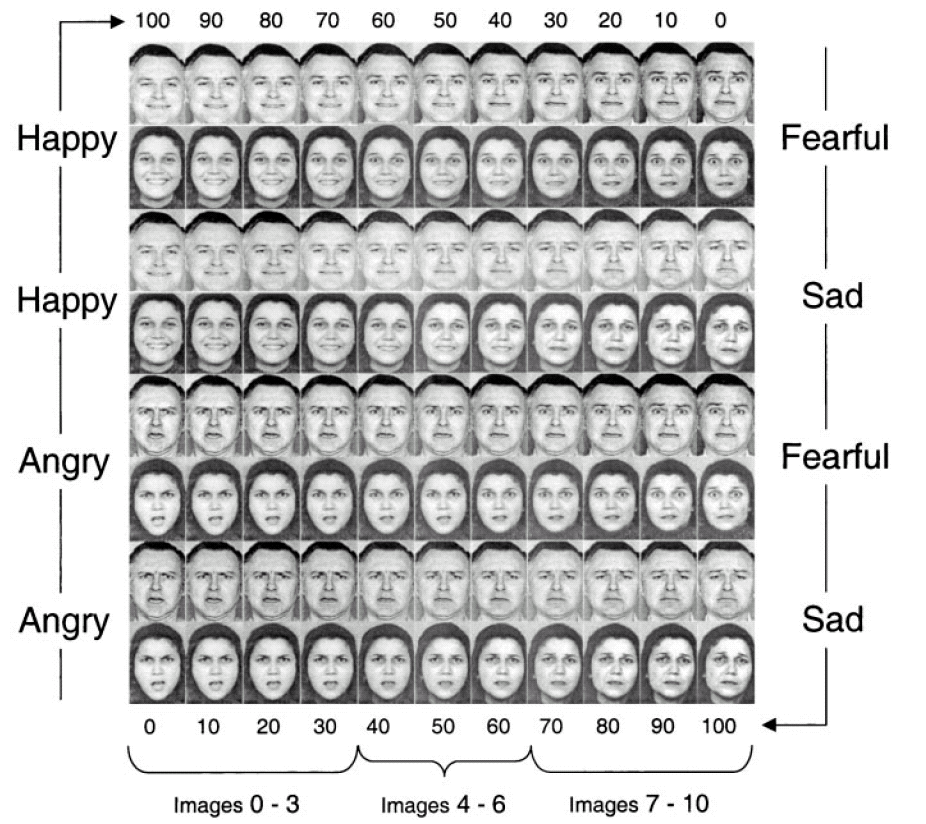 100 90 80 70 60 50 40 30 20 10 0
Happy Fearful
Happy Sad
Angry Fearful
Angry Sad
0 10 20 30 40 50 60 70 80 90 100
Images 0 - 3 Images 4 - 6 Images 7 - 10